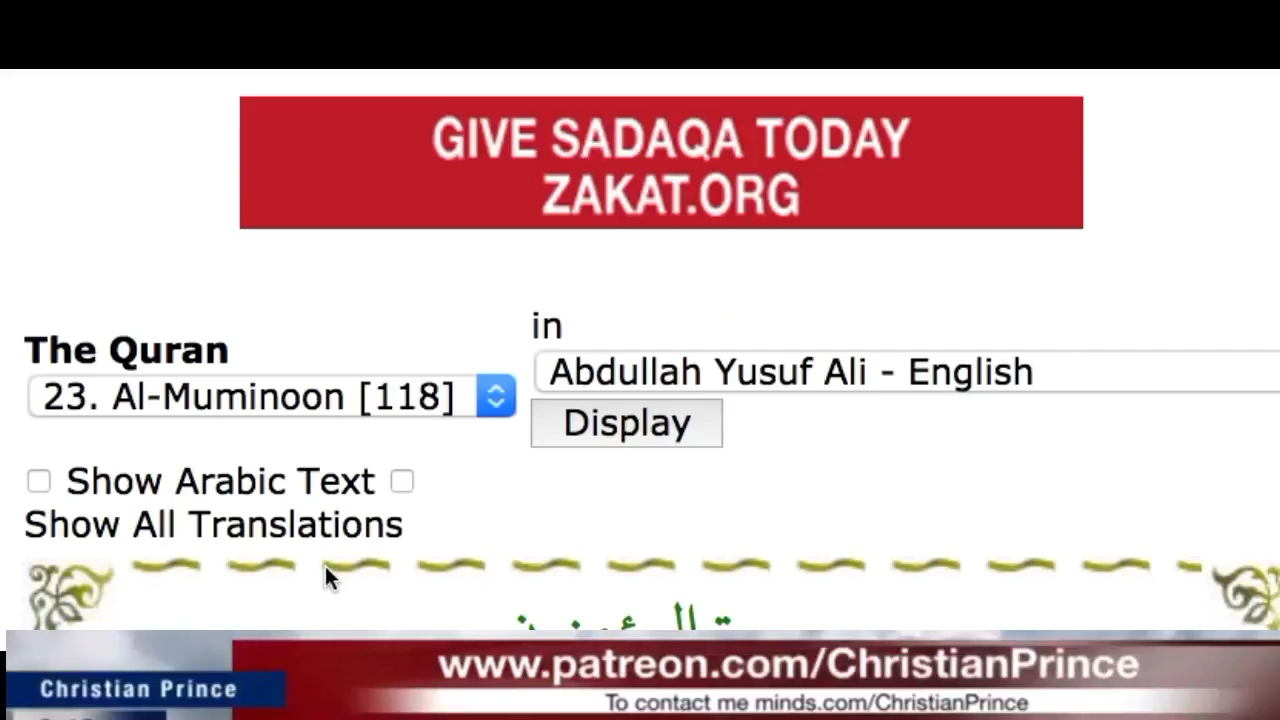 GIVE SADAQA TODAY
ZAKAT.ORG
in
The Quran
Abdullah Yusuf Ali - English
23. Al-Muminoon [118]
Display
Show Arabic Text
Show All Translations
www.patreon.com/ChristianPrince
Christian Prince
To contact me minds.com/ChristianPrince